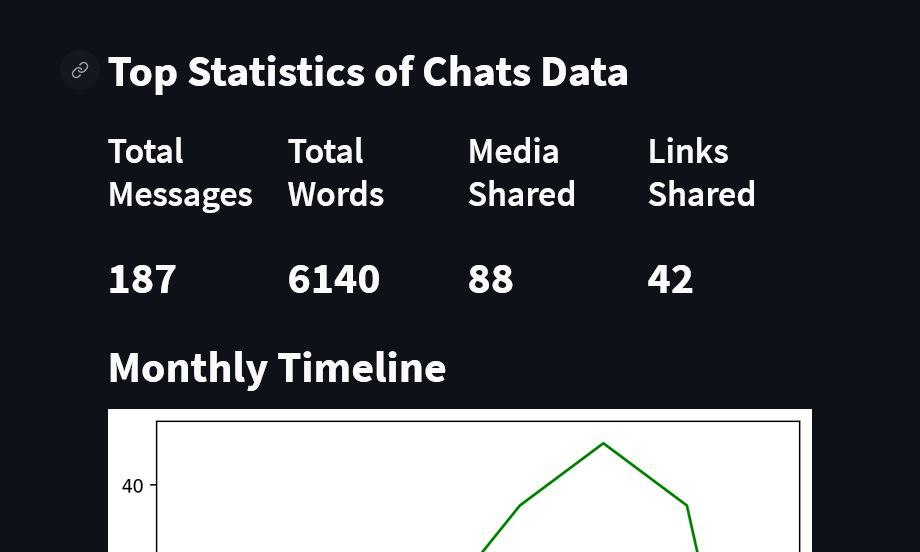 Top Statistics of Chats Data
Total Messages
Total Words
Media Shared
Links Shared
187
6140
88
42
Monthly Timeline
40